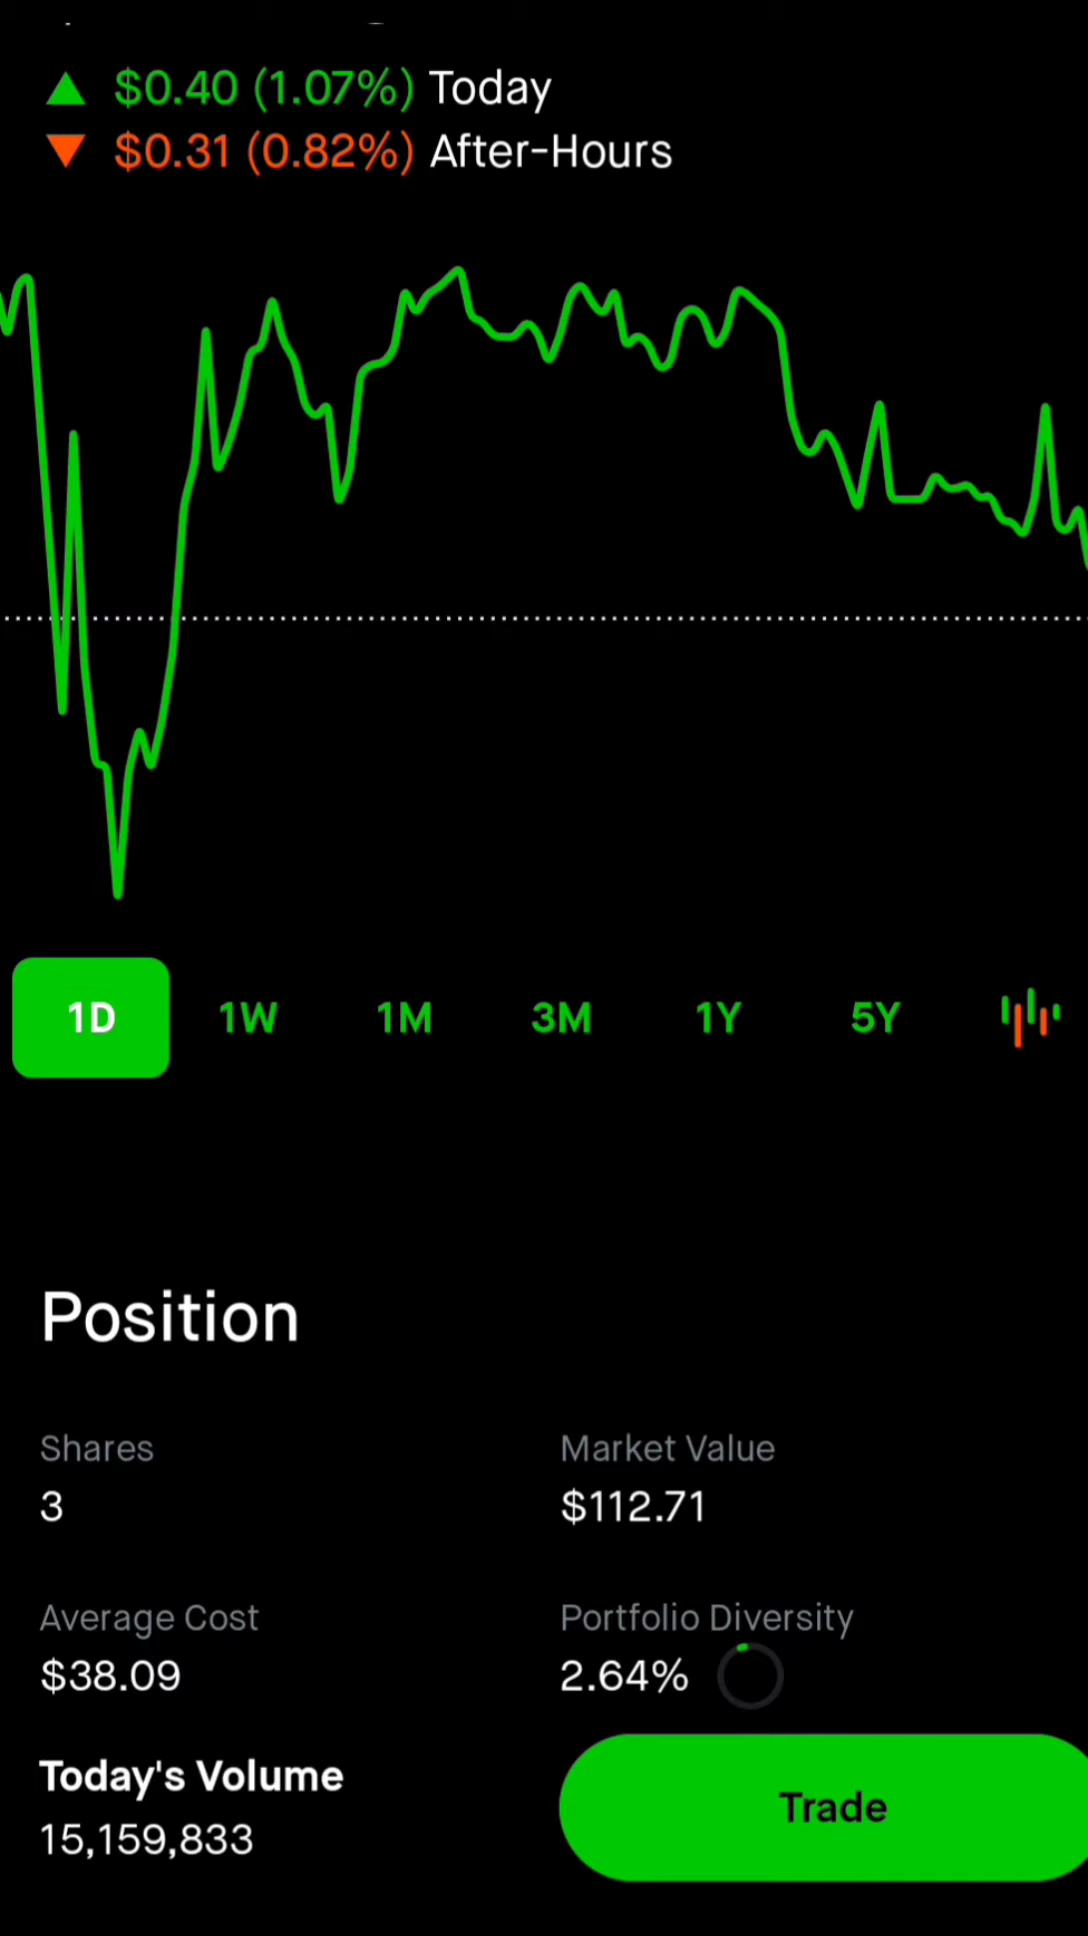 $0.40 (1.07%) Today
$0.31 (0.82%) After-Hours
1D 1W 1M 3M 1Y 5Y
Position
Shares Market Value
3 $112.71
Average Cost Portfolio Diversity
$38.09 2.64%
Today's Volume
15,159,833
Trade